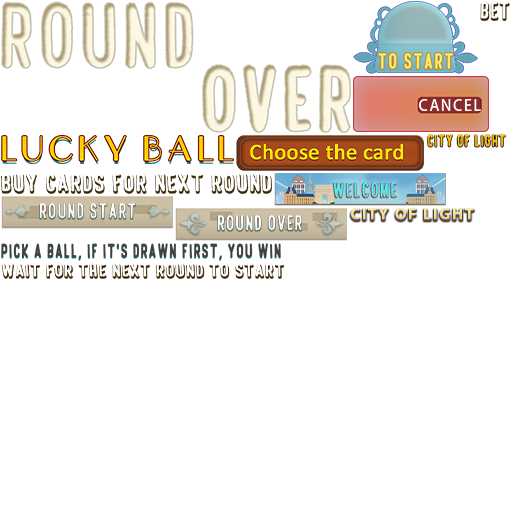 ROUND
OVER
TO START
BET
CANCEL
LUCKY BALL
Choose the card
CITY OF LIGHT
BUY CARDS FOR NEXT ROUND
WELCOME
ROUND START
ROUND OVER
CITY OF LIGHT
PICK A BALL, IF IT'S DRAWN FIRST, YOU WIN
WAIT FOR THE NEXT ROUND TO START